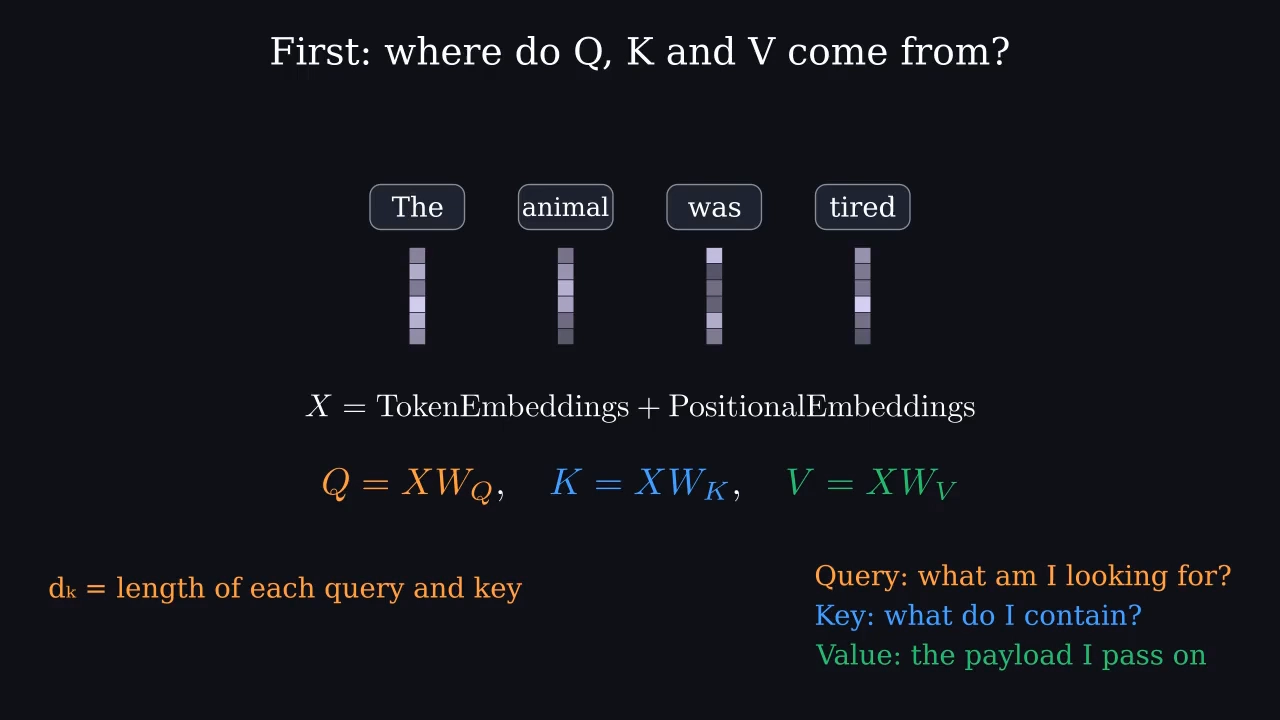 First: where do Q, K and V come from?
The animal was tired
X = TokenEmbeddings + PositionalEmbeddings
Q = XW_Q, K = XW_K, V = XW_V
dₖ = length of each query and key
Query: what am I looking for?
Key: what do I contain?
Value: the payload I pass on